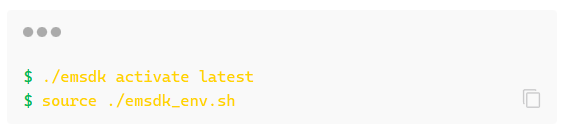 $ ./emsdk activate latest
$ source ./emsdk_env.sh